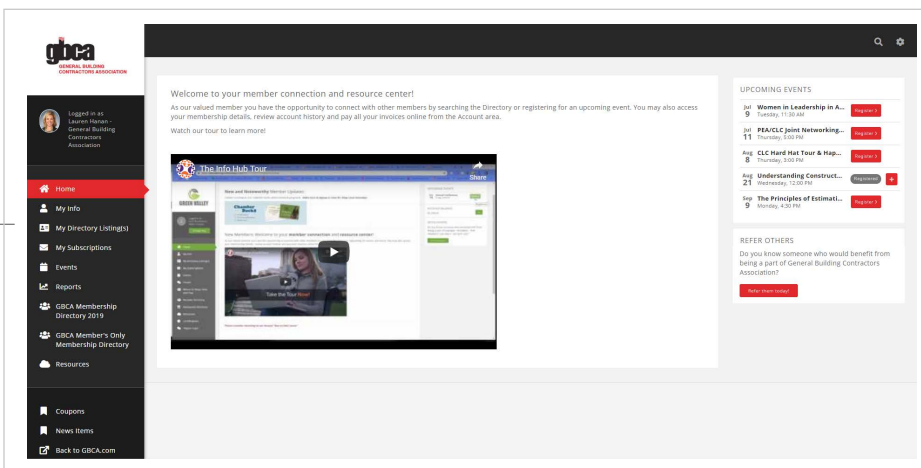 gbca
GENERAL BUILDING
CONTRACTORS ASSOCIATION
Logged in as
Lauren Hanan -
General Building
Contractors
Association
Home
My Info
My Directory Listing(s)
My Subscriptions
Events
Reports
GBCA Membership
Directory 2019
GBCA Member's Only
Membership Directory
Resources
Coupons
News Items
Back to GBCA.com
Welcome to your member connection and resource center!
As our valued member you have the opportunity to connect with other members by searching the Directory or registering for an upcoming event. You may also access
your membership details, review account history and pay all your invoices online from the Account area.
Watch our tour to learn more!
The Info Hub Tour
Share
GREEN VALLEY
New and Noteworthy Member Updates
Chamber
Take the Tour Now!
UPCOMING EVENTS
Jul 9 Women in Leadership in A... Register >
Tuesday, 11:30 AM
Jul 11 PEA/CLC Joint Networking... Register >
Thursday, 5:00 PM
Aug 8 CLC Hard Hat Tour & Hap... Register >
Thursday, 3:00 PM
Aug 21 Understanding Construct... Registered +
Wednesday, 12:00 PM
Sep 9 The Principles of Estimati... Register >
Monday, 4:30 PM
REFER OTHERS
Do you know someone who would benefit from
being a part of General Building Contractors
Association?
Refer them today!